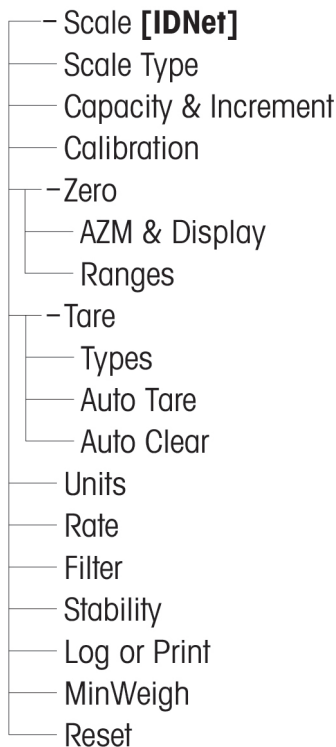 – Scale [IDNet]
Scale Type
Capacity & Increment
Calibration
–Zero
AZM & Display
Ranges
–Tare
Types
Auto Tare
Auto Clear
Units
Rate
Filter
Stability
Log or Print
MinWeigh
Reset